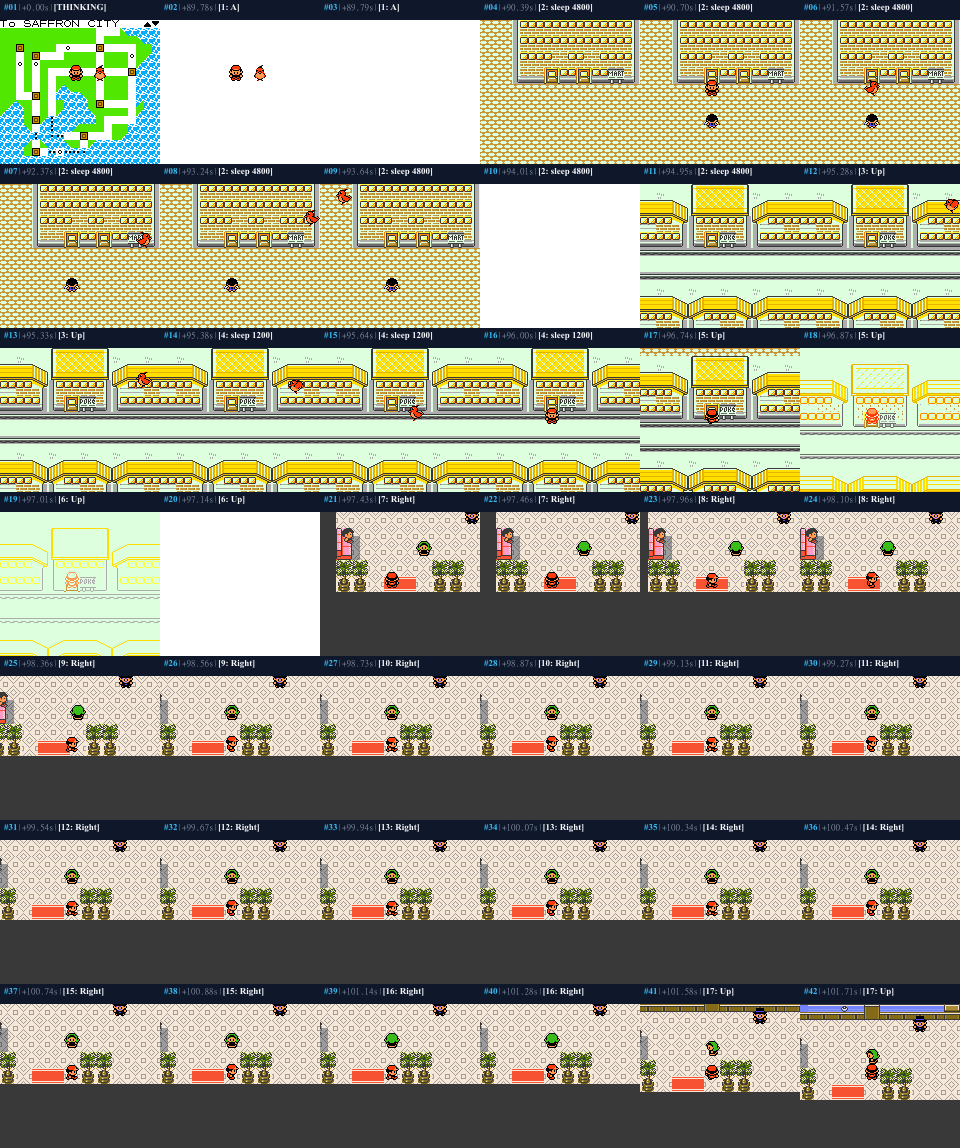 #01|+0.00s| [THINKING] #02|+89.78s| [1: A] #03|+89.79s| [1: A] #04|+90.39s| [2: sleep 4800] #05|+90.70s| [2: sleep 4800] #06|+91.57s| [2: sleep 4800]
To SAFFRON CITY
MART MART MART
#07|+92.37s| [2: sleep 4800] #08|+93.24s| [2: sleep 4800] #09|+93.64s| [2: sleep 4800] #10|+94.01s| [2: sleep 4800] #11|+94.95s| [2: sleep 4800] #12|+95.28s| [3: Up]
MART MART POKé POKé
#13|+95.33s| [3: Up] #14|+95.38s| [4: sleep 1200] #15|+95.64s| [4: sleep 1200] #16|+96.00s| [4: sleep 1200] #17|+96.74s| [5: Up] #18|+96.87s| [5: Up]
POKé POKé POKé POKé POKé POKé
#19|+97.01s| [6: Up] #20|+97.14s| [6: Up] #21|+97.43s| [7: Right] #22|+97.46s| [7: Right] #23|+97.96s| [8: Right] #24|+98.10s| [8: Right]
POKé
#25|+98.36s| [9: Right] #26|+98.56s| [9: Right] #27|+98.73s| [10: Right] #28|+98.87s| [10: Right] #29|+99.13s| [11: Right] #30|+99.27s| [11: Right]
#31|+99.54s| [12: Right] #32|+99.67s| [12: Right] #33|+99.94s| [13: Right] #34|+100.07s| [13: Right] #35|+100.34s| [14: Right] #36|+100.47s| [14: Right]
#37|+100.74s| [15: Right] #38|+100.88s| [15: Right] #39|+101.14s| [16: Right] #40|+101.28s| [16: Right] #41|+101.58s| [17: Up] #42|+101.71s| [17: Up]